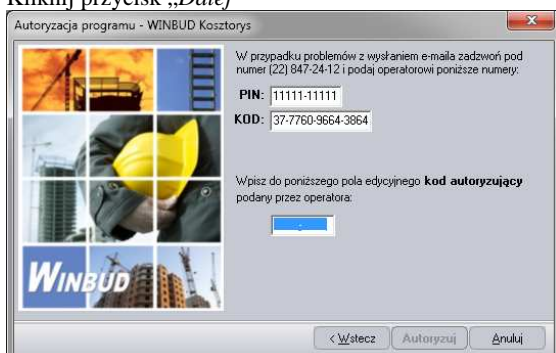 Kliknij przycisk „Dalej”
Autoryzacja programu - WINBUD Kosztorys
W przypadku problemów z wysłaniem e-maila zadzwoń pod
numer (22) 847-24-12 i podaj operatorowi poniższe numery:
PIN: 11111-11111
KOD: 37-7760-9664-3864
Wpisz do poniższego pola edycyjnego kod autoryzujący
podany przez operatora:
-
WINBUD
< Wstecz
Autoryzuj
Anuluj